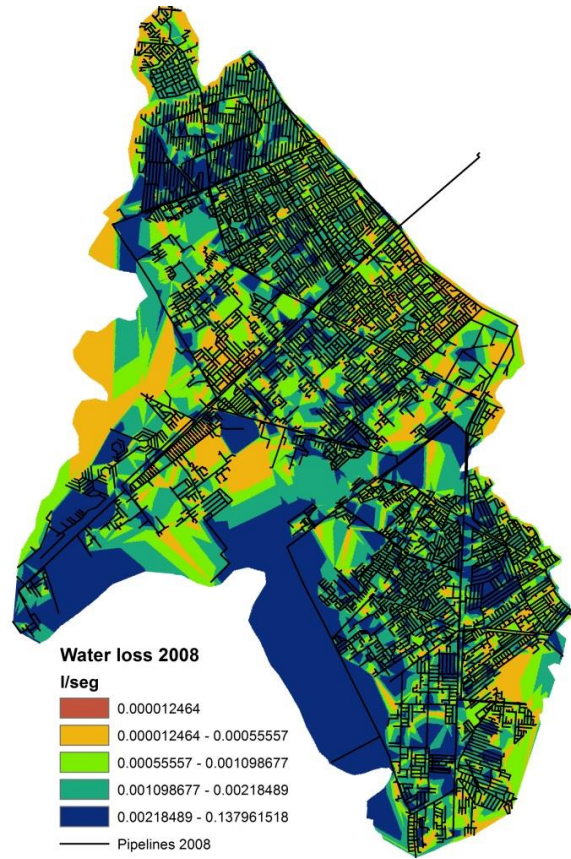 Water loss 2008
l/seg
0.000012464
0.000012464 - 0.00055557
0.00055557 - 0.001098677
0.001098677 - 0.00218489
0.00218489 - 0.137961518
Pipelines 2008